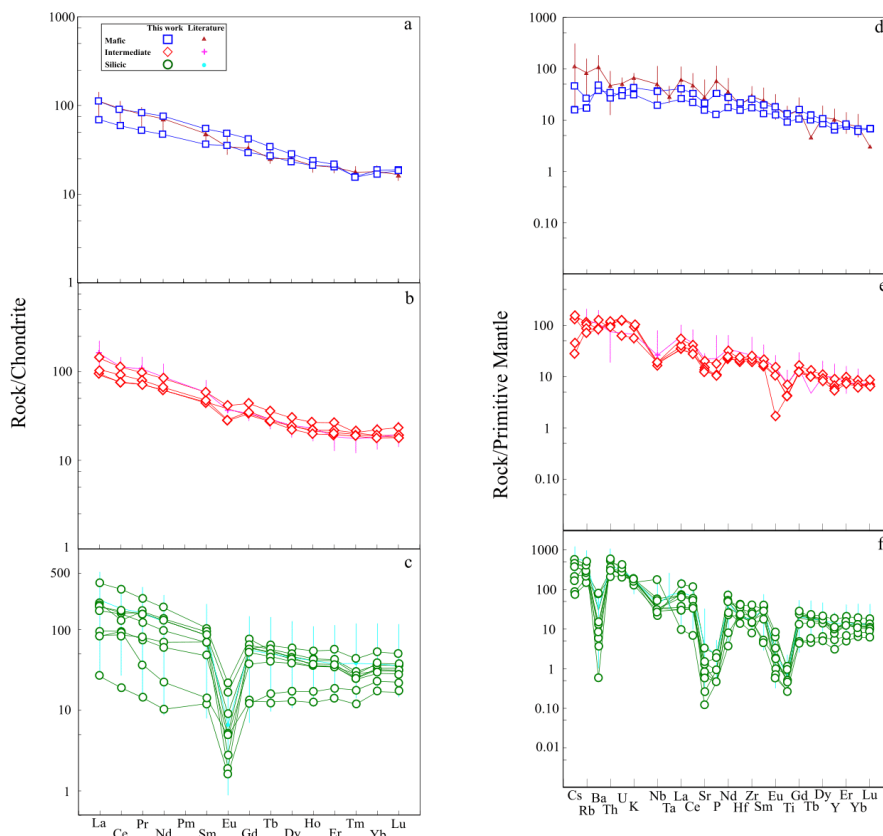 a
1000
100
10
1
This work Literature
Mafic
Intermediate
Silicic
b
100
10
1
c
500
100
10
1
La Ce Pr Nd Pm Sm Eu Gd Tb Dy Ho Er Tm Yb Lu
Rock/Chondrite
d
1000
100
10
1
0.10
e
100
10
1
0.10
f
1000
100
10
1
0.10
0.01
Cs Rb Ba Th U K Nb Ta La Ce Sr P Nd Hf Zr Sm Eu Ti Gd Tb Dy Y Er Yb Lu
Rock/Primitive Mantle